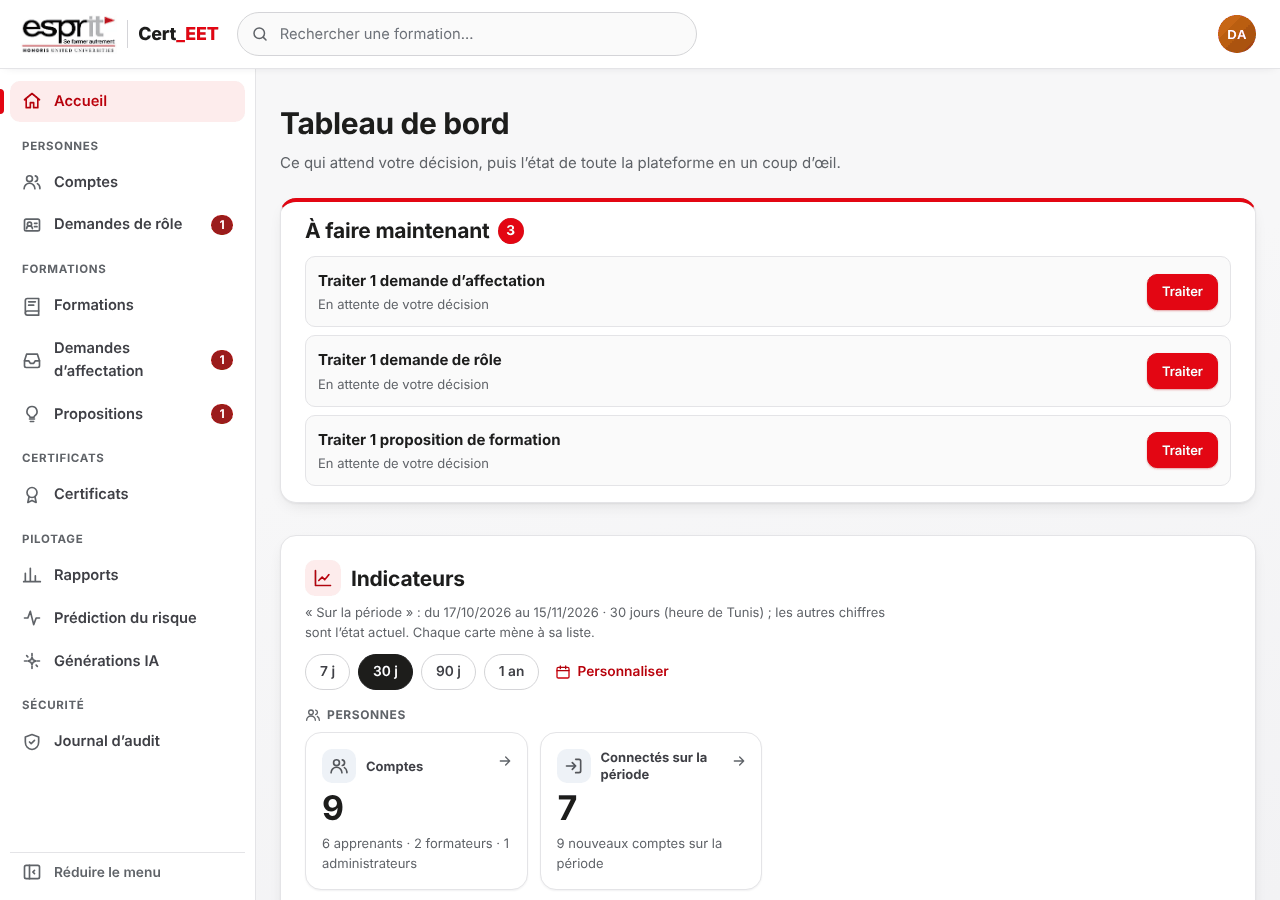 esprit
Se former autrement
HONORIS UNITED UNIVERSITIES
Cert_EET
Rechercher une formation...
DA
Accueil
PERSONNES
Comptes
Demandes de rôle
1
FORMATIONS
Formations
Demandes
d’affectation
1
Propositions
1
CERTIFICATS
Certificats
PILOTAGE
Rapports
Prédiction du risque
Générations IA
SÉCURITÉ
Journal d’audit
Réduire le menu
Tableau de bord
Ce qui attend votre décision, puis l’état de toute la plateforme en un coup d’œil.
À faire maintenant 3
Traiter 1 demande d’affectation
En attente de votre décision
Traiter
Traiter 1 demande de rôle
En attente de votre décision
Traiter
Traiter 1 proposition de formation
En attente de votre décision
Traiter
Indicateurs
« Sur la période » : du 17/10/2026 au 15/11/2026 · 30 jours (heure de Tunis) ; les autres chiffres
sont l’état actuel. Chaque carte mène à sa liste.
7 j
30 j
90 j
1 an
Personnaliser
PERSONNES
Comptes
9
6 apprenants · 2 formateurs · 1
administrateurs
Connectés sur la
période
7
9 nouveaux comptes sur la
période